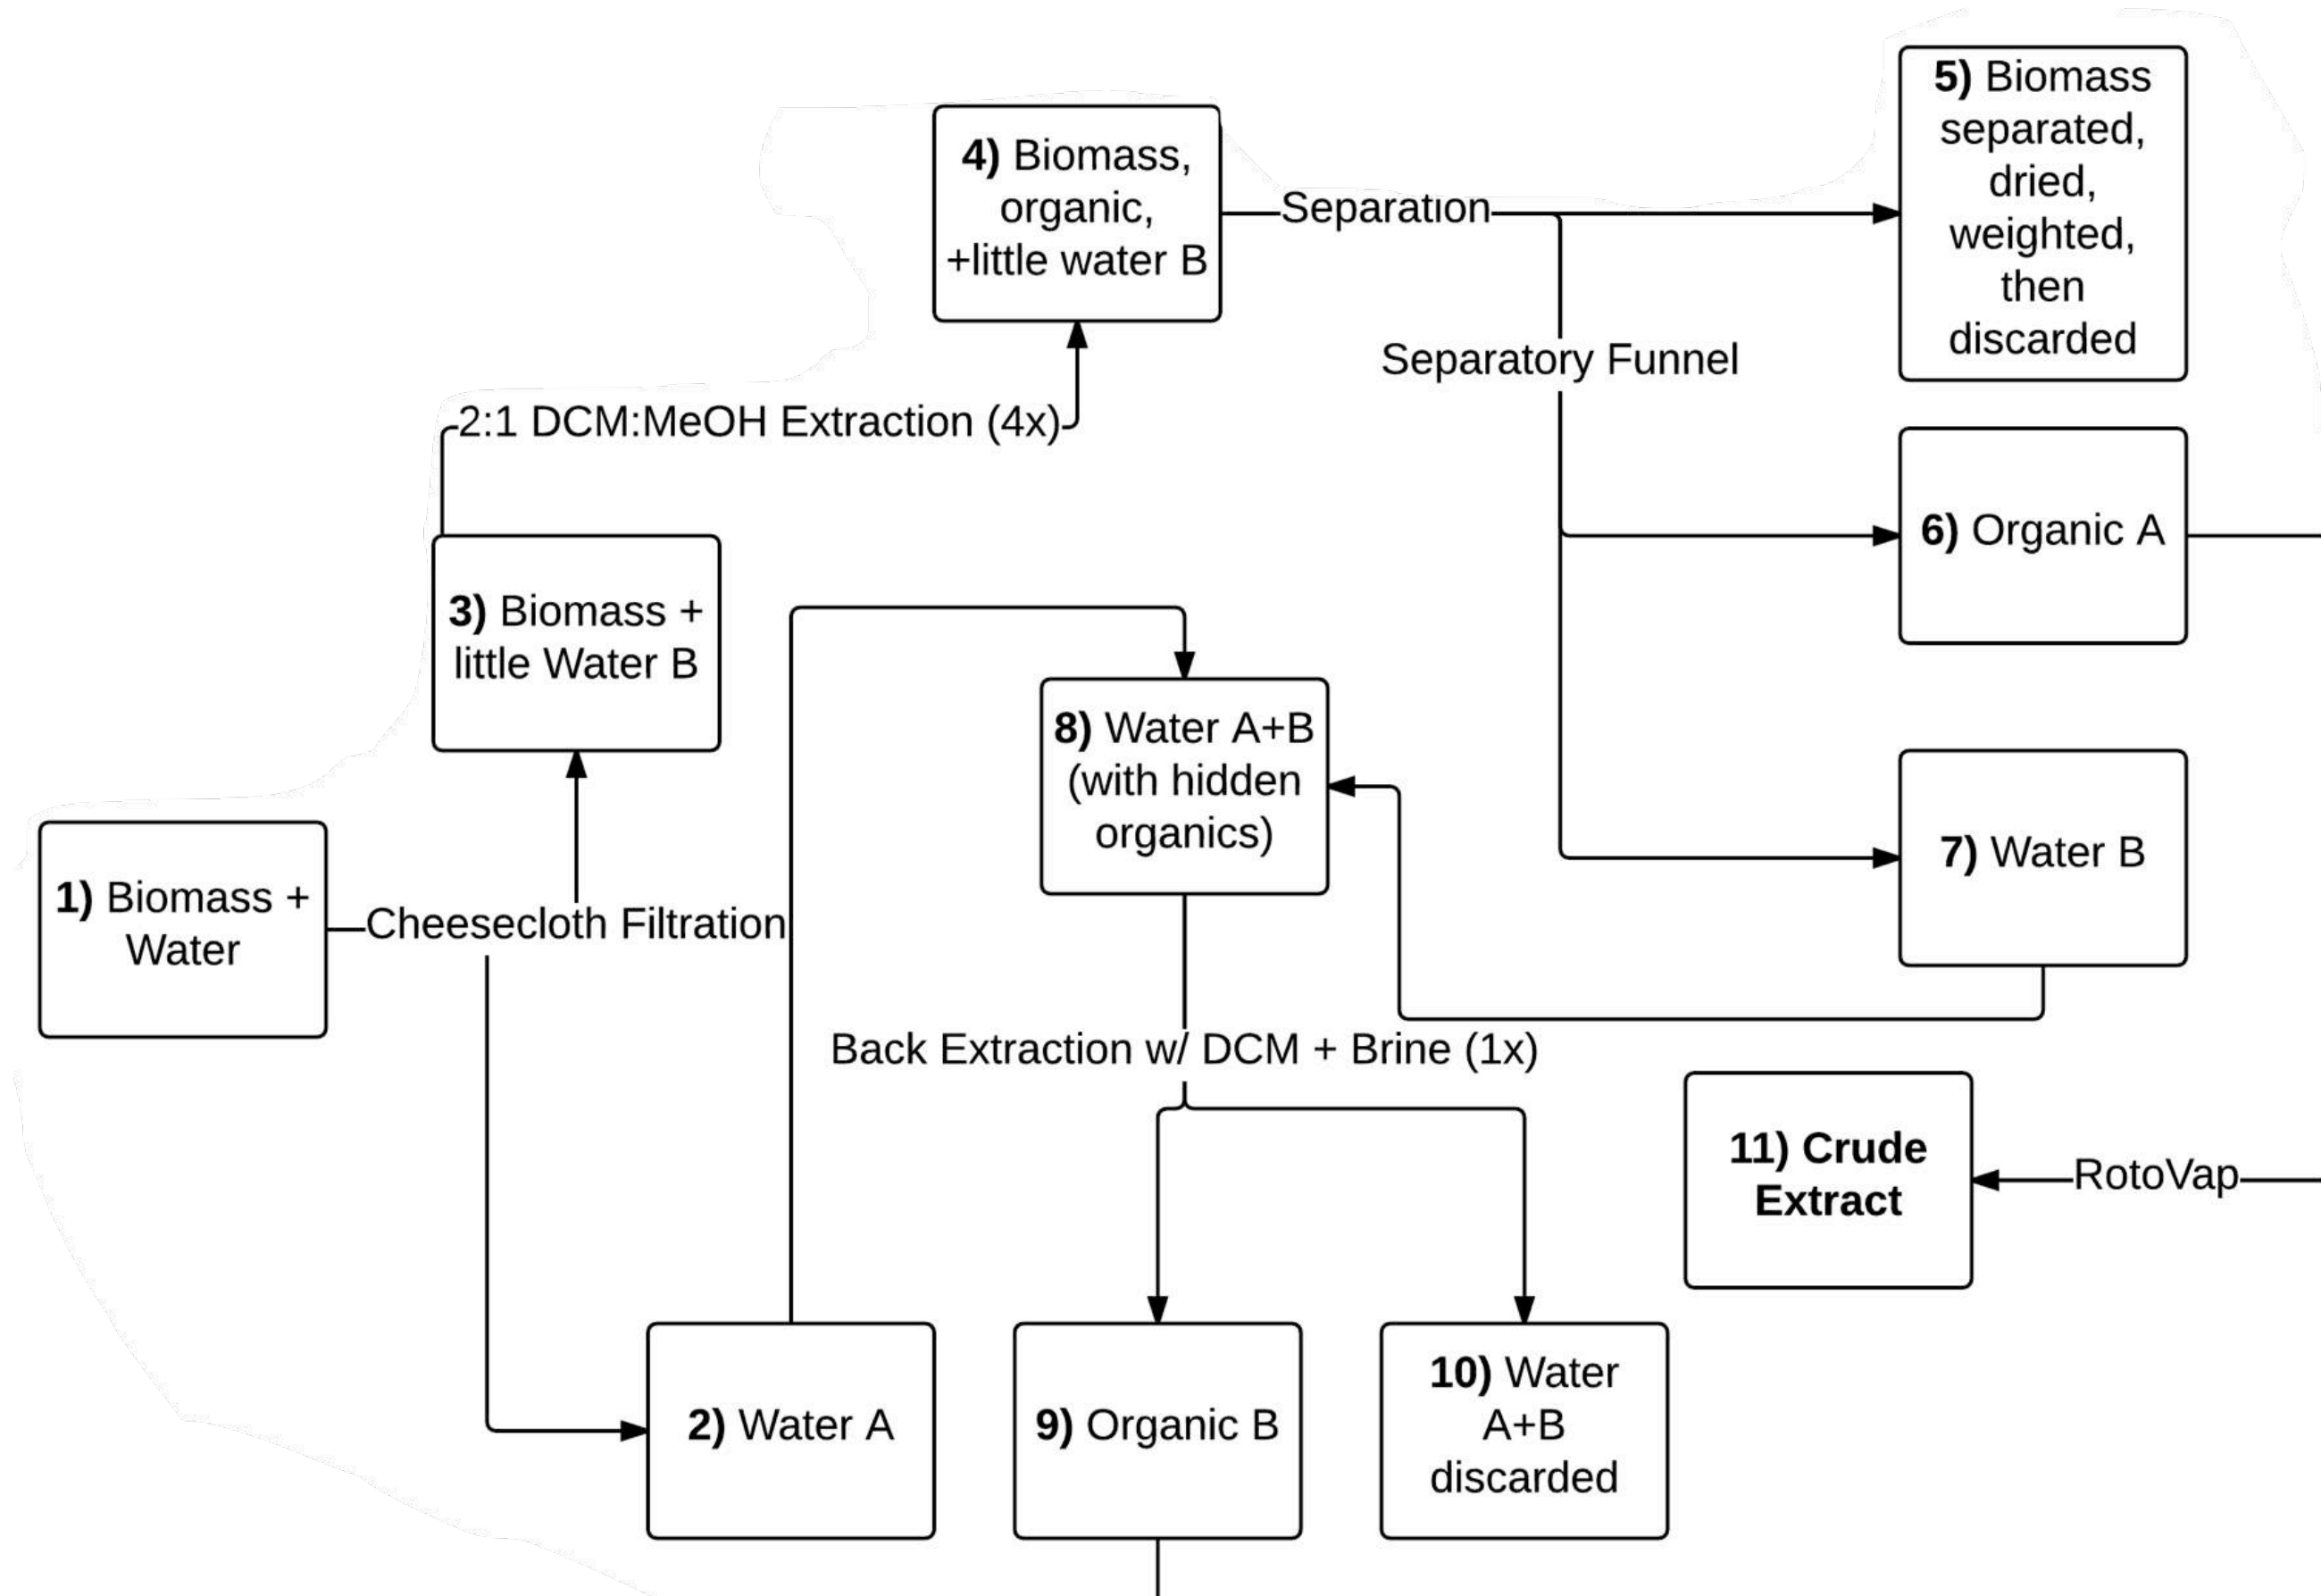 1) Biomass +
Water
Cheesecloth Filtration
2) Water A
3) Biomass +
little Water B
2:1 DCM:MeOH Extraction (4x)
4) Biomass,
organic,
+little water B
Separation
Separatory Funnel
5) Biomass
separated,
dried,
weighted,
then
discarded
6) Organic A
7) Water B
8) Water A+B
(with hidden
organics)
Back Extraction w/ DCM + Brine (1x)
9) Organic B
10) Water
A+B
discarded
RotoVap
11) Crude
Extract